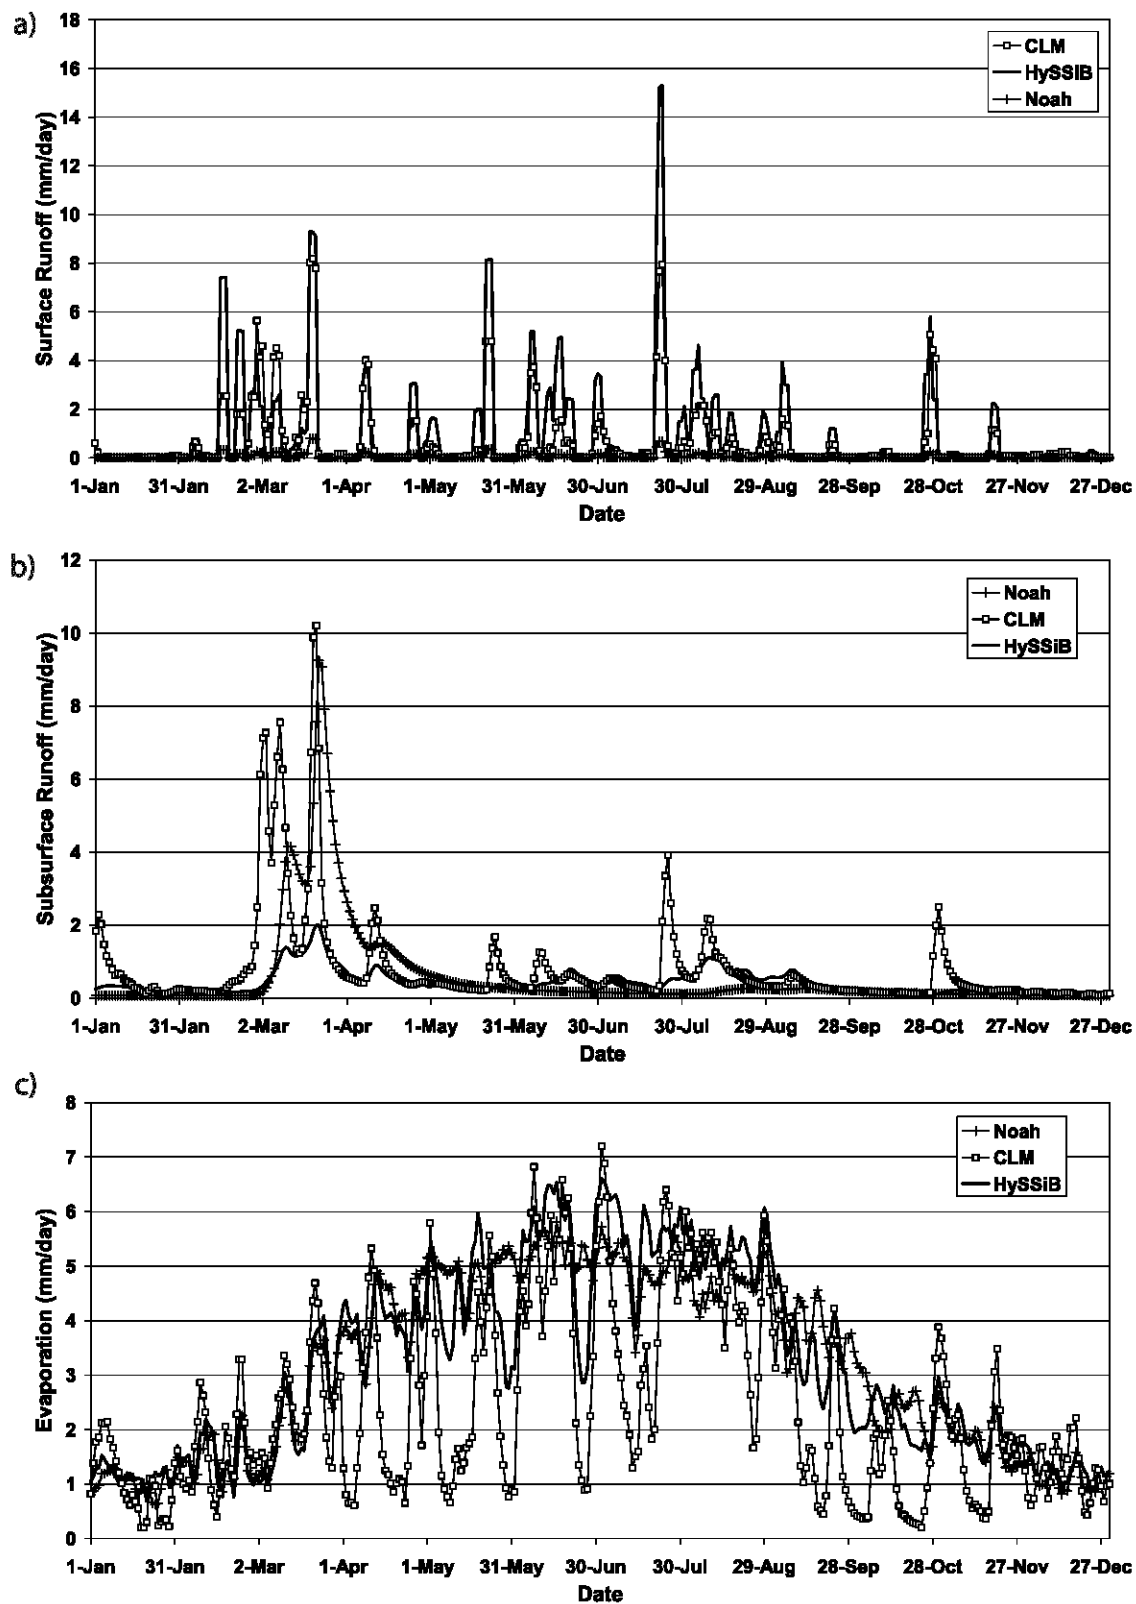 a)
18
16
14
12
10
8
6
4
2
0
Surface Runoff (mm/day)
CLM
HySSiB
Noah
1-Jan 31-Jan 2-Mar 1-Apr 1-May 31-May 30-Jun 30-Jul 29-Aug 28-Sep 28-Oct 27-Nov 27-Dec
Date
b)
12
10
8
6
4
2
0
Subsurface Runoff (mm/day)
Noah
CLM
HySSiB
1-Jan 31-Jan 2-Mar 1-Apr 1-May 31-May 30-Jun 30-Jul 29-Aug 28-Sep 28-Oct 27-Nov 27-Dec
Date
c)
8
7
6
5
4
3
2
1
0
Evaporation (mm/day)
Noah
CLM
HySSiB
1-Jan 31-Jan 2-Mar 1-Apr 1-May 31-May 30-Jun 30-Jul 29-Aug 28-Sep 28-Oct 27-Nov 27-Dec
Date